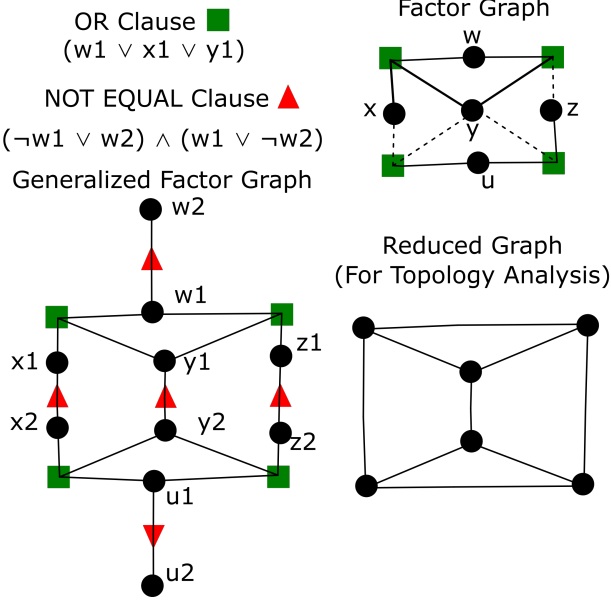 OR Clause
(w1 ∨ x1 ∨ y1)
NOT EQUAL Clause
(¬w1 ∨ w2) ∧ (w1 ∨ ¬w2)
Generalized Factor Graph
w2
w1
x1
y1
z1
x2
y2
z2
u1
u2
Factor Graph
w
x
y
z
u
Reduced Graph
(For Topology Analysis)